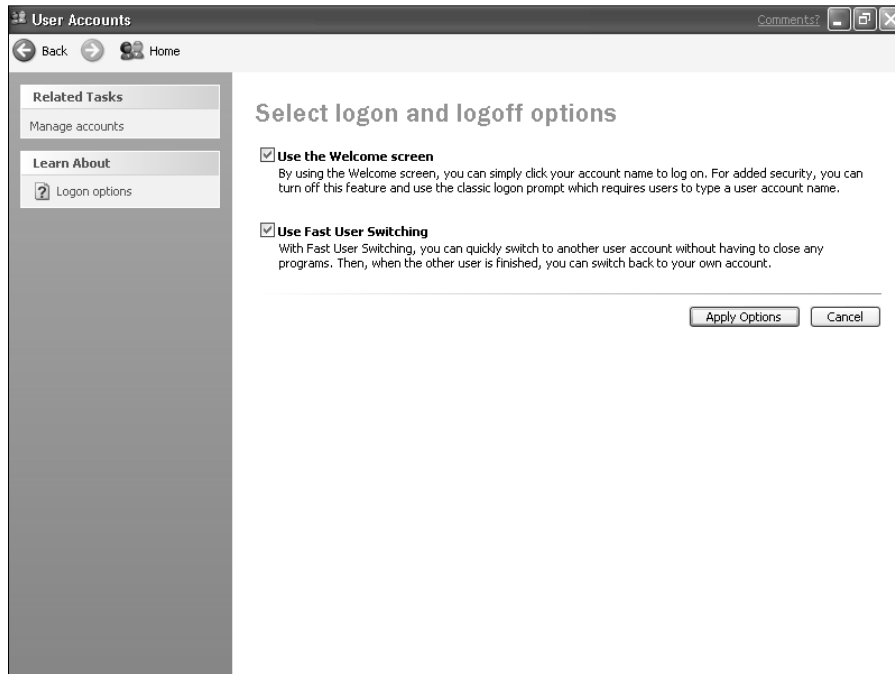 User Accounts
Comments?
Back
Home
Related Tasks
Manage accounts
Learn About
Logon options
Select logon and logoff options
Use the Welcome screen
By using the Welcome screen, you can simply click your account name to log on. For added security, you can
turn off this feature and use the classic logon prompt which requires users to type a user account name.
Use Fast User Switching
With Fast User Switching, you can quickly switch to another user account without having to close any
programs. Then, when the other user is finished, you can switch back to your own account.
Apply Options
Cancel